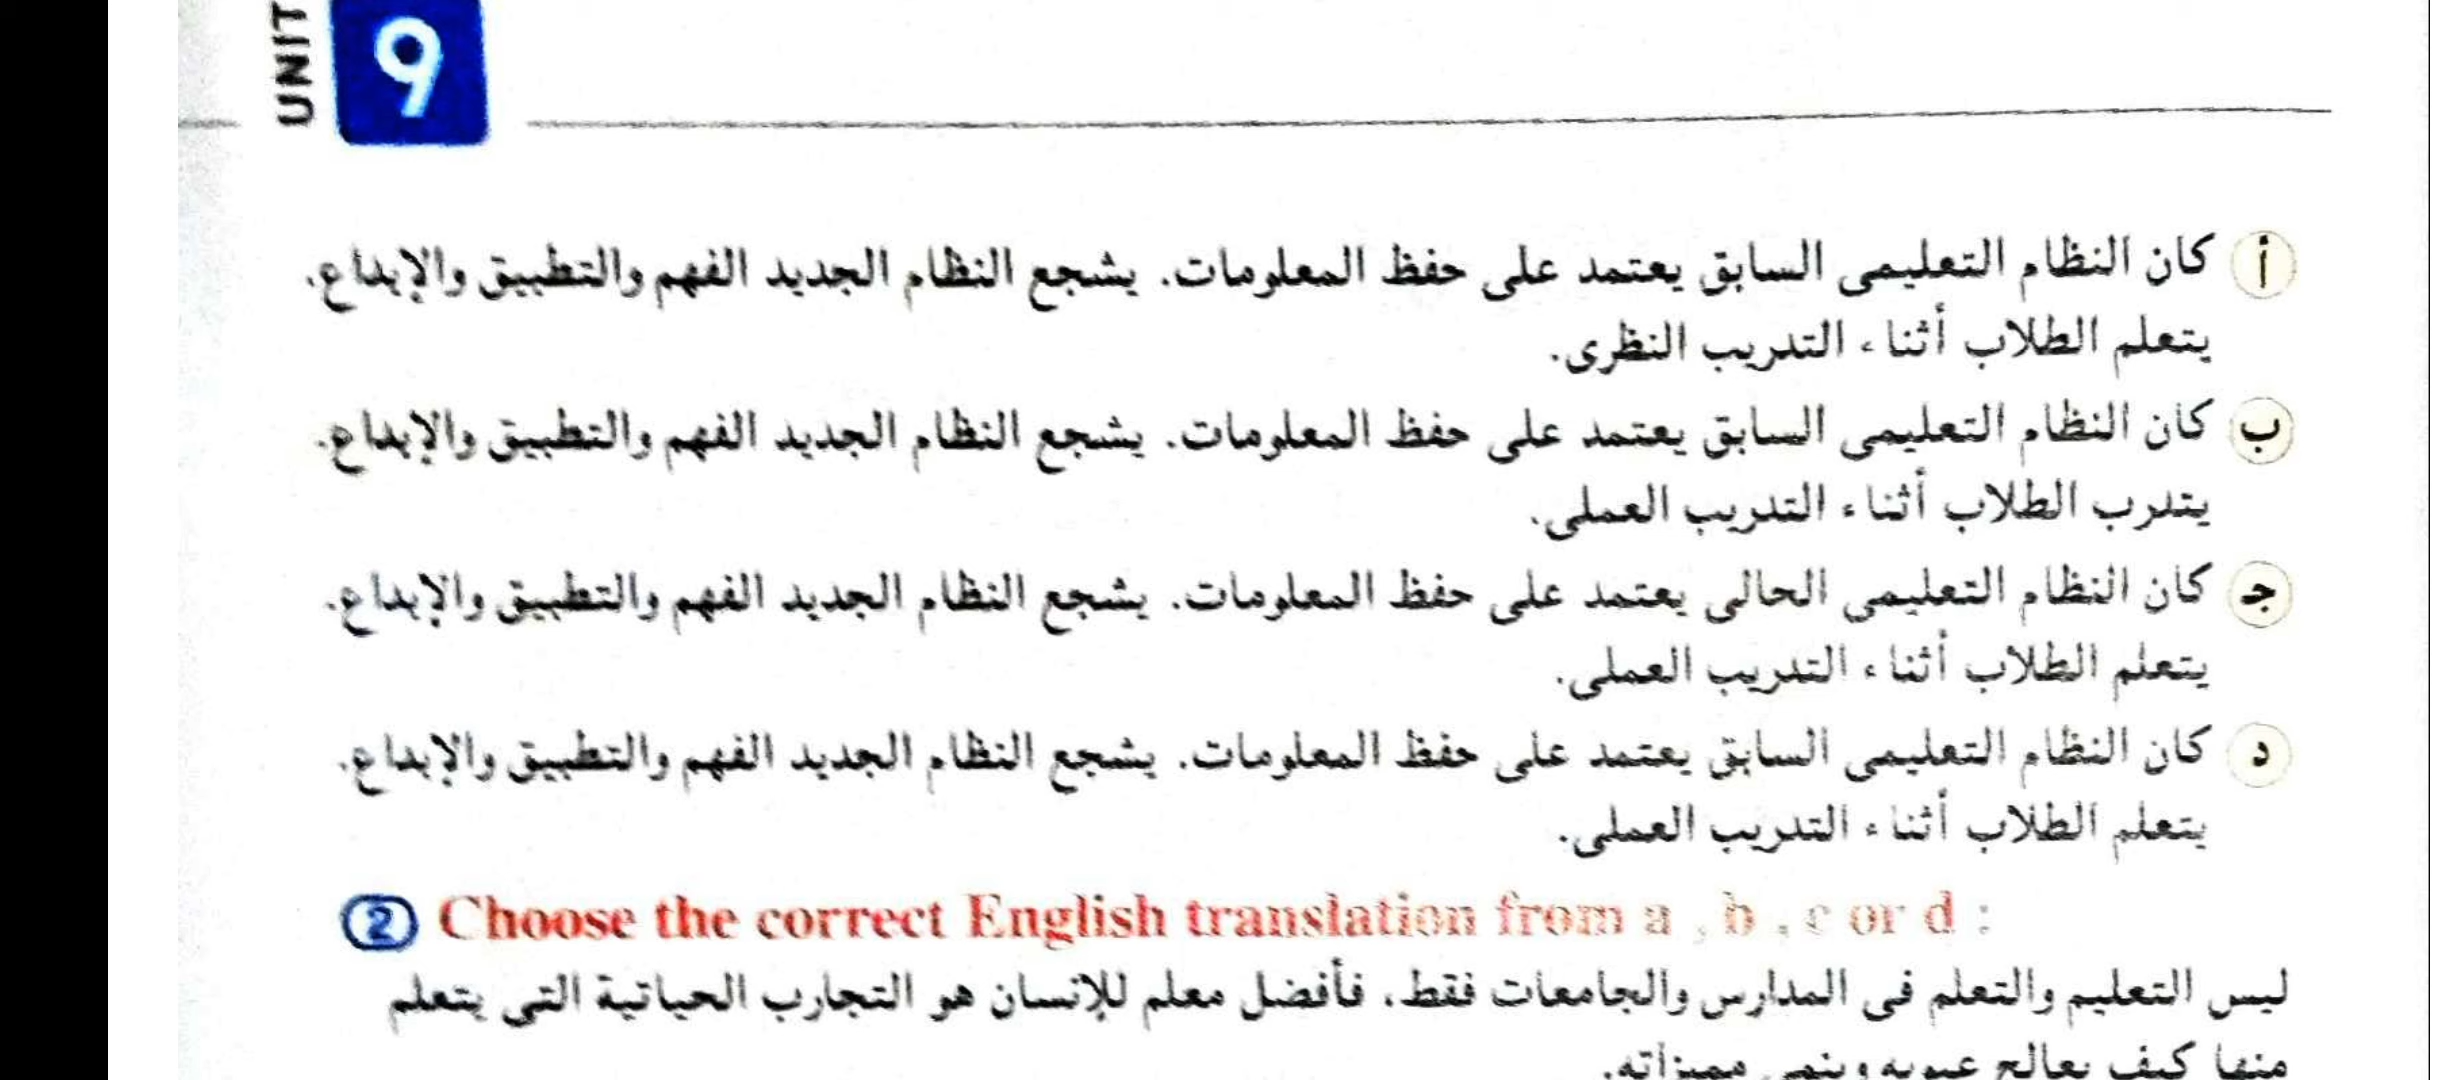 UNIT 9
أ كان النظام التعليمى السابق يعتمد على حفظ المعلومات. يشجع النظام الجديد الفهم والتطبيق والإبداع.
يتعلم الطلاب أثناء التدريب النظرى.
ب كان النظام التعليمى السابق يعتمد على حفظ المعلومات. يشجع النظام الجديد الفهم والتطبيق والإبداع.
يتدرب الطلاب أثناء التدريب العملى.
جـ كان النظام التعليمى الحالى يعتمد على حفظ المعلومات. يشجع النظام الجديد الفهم والتطبيق والإبداع.
يتعلم الطلاب أثناء التدريب العملى.
د كان النظام التعليمى السابق يعتمد على حفظ المعلومات. يشجع النظام الجديد الفهم والتطبيق والإبداع.
يتعلم الطلاب أثناء التدريب العملى.
2 Choose the correct English translation from a , b , c or d :
ليس التعليم والتعلم فى المدارس والجامعات فقط، فأفضل معلم للإنسان هو التجارب الحياتية التى يتعلم
منها كيف يعالج عيوبه وينمى مميزاته.